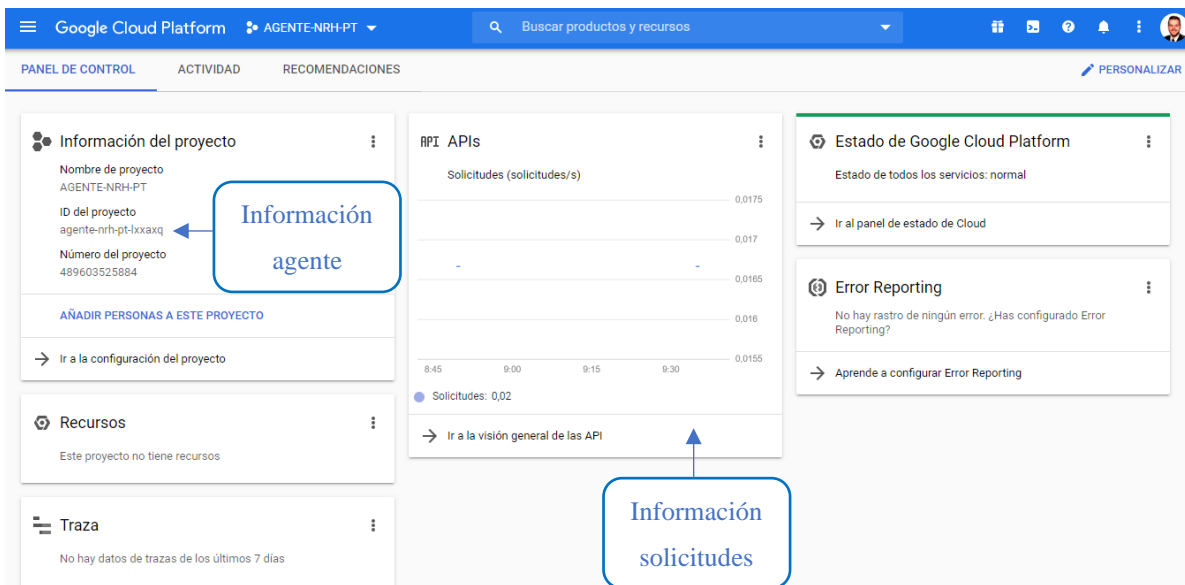 Google Cloud Platform
AGENTE-NRH-PT
Buscar productos y recursos
PANEL DE CONTROL
ACTIVIDAD
RECOMENDACIONES
PERSONALIZAR
Información del proyecto
Nombre de proyecto
AGENTE-NRH-PT
ID del proyecto
agente-nrh-pt-lxxaxq
Número del proyecto
489603525884
AÑADIR PERSONAS A ESTE PROYECTO
Ir a la configuración del proyecto
Información
agente
Recursos
Este proyecto no tiene recursos
Traza
No hay datos de trazas de los últimos 7 días
API APIs
Solicitudes (solicitudes/s)
0,0175
0,017
0,0165
0,016
0,0155
8:45 9:00 9:15 9:30
Solicitudes: 0,02
Ir a la visión general de las API
Información
solicitudes
Estado de Google Cloud Platform
Estado de todos los servicios: normal
Ir al panel de estado de Cloud
Error Reporting
No hay rastro de ningún error. ¿Has configurado Error
Reporting?
Aprende a configurar Error Reporting